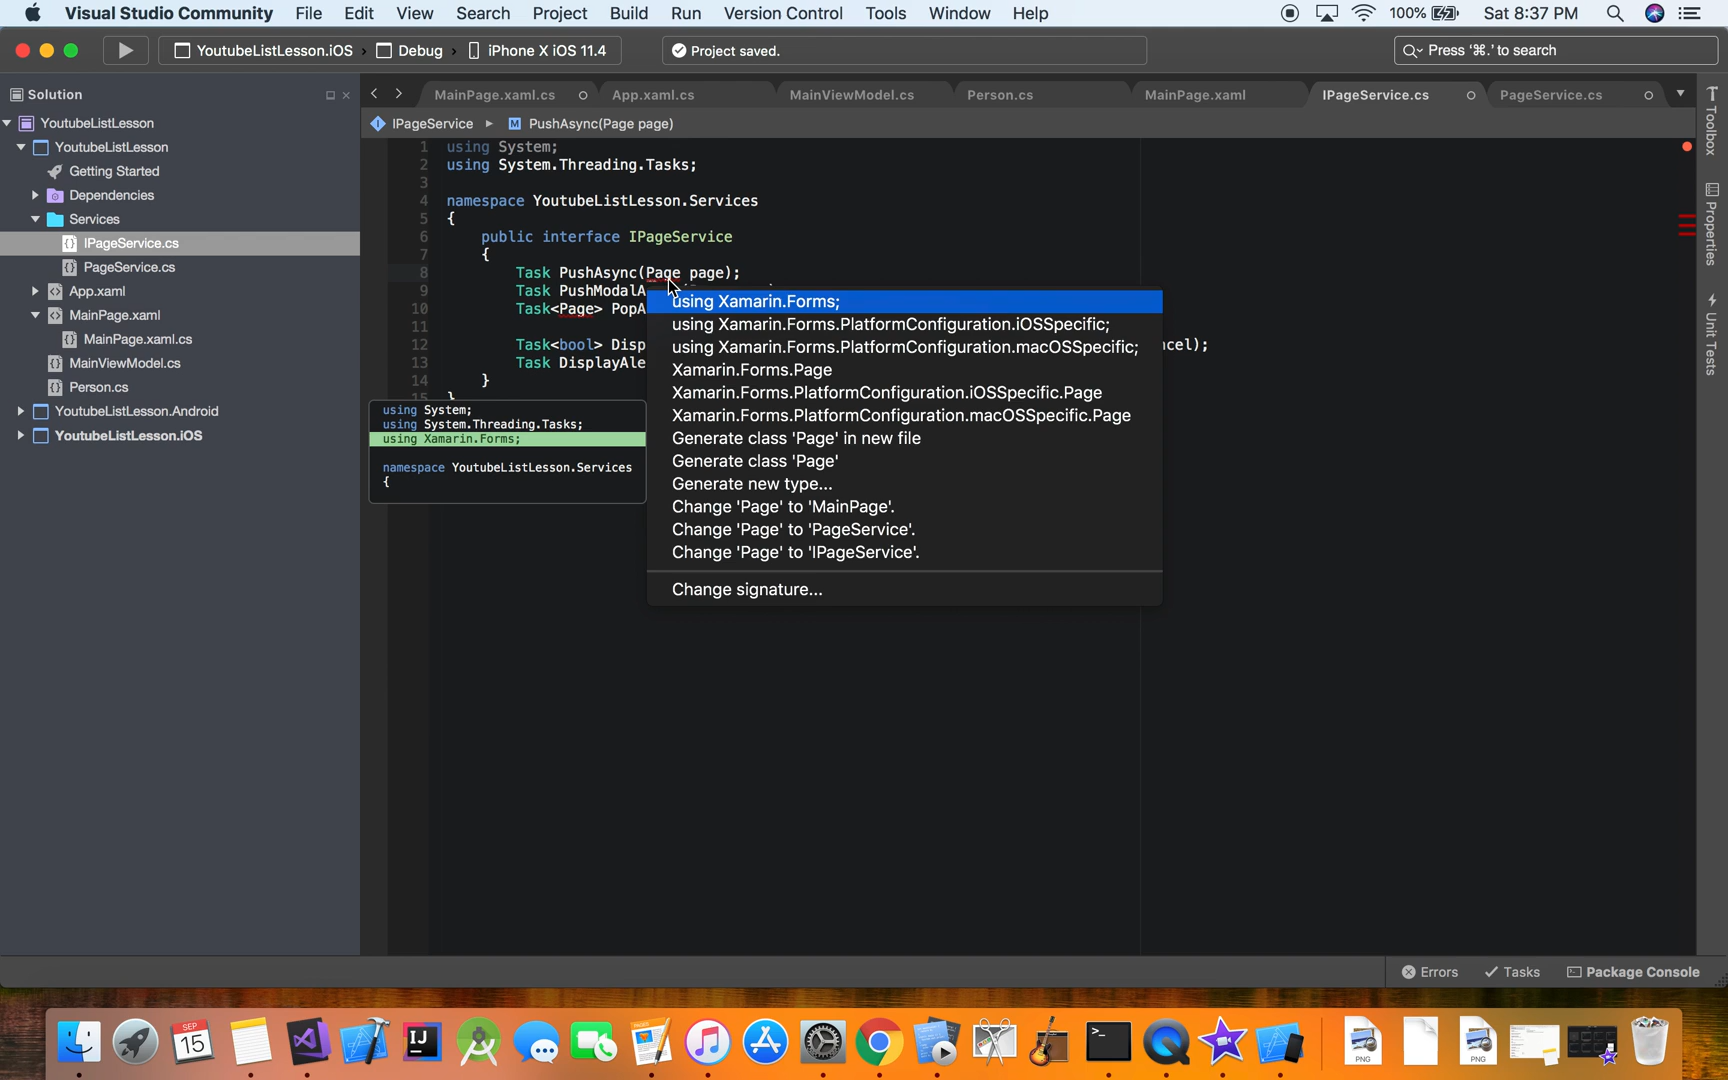 Visual Studio Community File Edit View Search Project Build Run Version Control Tools Window Help 100% Sat 8:37 PM
YoutubeListLesson.iOS Debug iPhone X iOS 11.4 Project saved. Press '⌘.' to search
Solution
MainPage.xaml.cs App.xaml.cs MainViewModel.cs Person.cs MainPage.xaml IPageService.cs PageService.cs
IPageService PushAsync(Page page)
YoutubeListLesson
YoutubeListLesson
Getting Started
Dependencies
Services
IPageService.cs
PageService.cs
App.xaml
MainPage.xaml
MainPage.xaml.cs
MainViewModel.cs
Person.cs
YoutubeListLesson.Android
YoutubeListLesson.iOS
1 using System;
2 using System.Threading.Tasks;
3
4 namespace YoutubeListLesson.Services
5 {
6 public interface IPageService
7 {
8 Task PushAsync(Page page);
9 Task PushModalA
10 Task<Page> PopA
11
12 Task<bool> Disp cel);
13 Task DisplayAle
14 }
15 }
using Xamarin.Forms;
using Xamarin.Forms.PlatformConfiguration.iOSSpecific;
using Xamarin.Forms.PlatformConfiguration.macOSSpecific;
Xamarin.Forms.Page
Xamarin.Forms.PlatformConfiguration.iOSSpecific.Page
Xamarin.Forms.PlatformConfiguration.macOSSpecific.Page
Generate class 'Page' in new file
Generate class 'Page'
Generate new type...
Change 'Page' to 'MainPage'.
Change 'Page' to 'PageService'.
Change 'Page' to 'IPageService'.
Change signature...
using System;
using System.Threading.Tasks;
using Xamarin.Forms;
namespace YoutubeListLesson.Services
{
Toolbox
Properties
Unit Tests
Errors Tasks Package Console
SEP
15
IJ
PNG
PNG